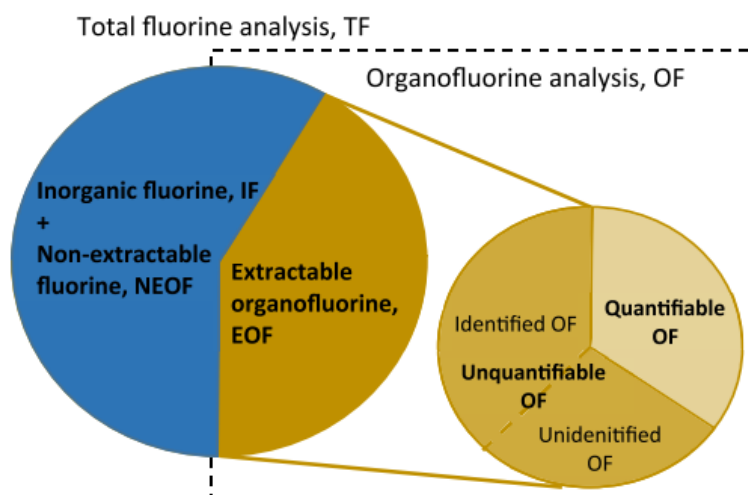 Total fluorine analysis, TF
Organofluorine analysis, OF
Inorganic fluorine, IF
+
Non-extractable
fluorine, NEOF
Extractable
organofluorine,
EOF
Identified OF
Quantifiable
OF
Unquantifiable
OF
Unidenitified
OF